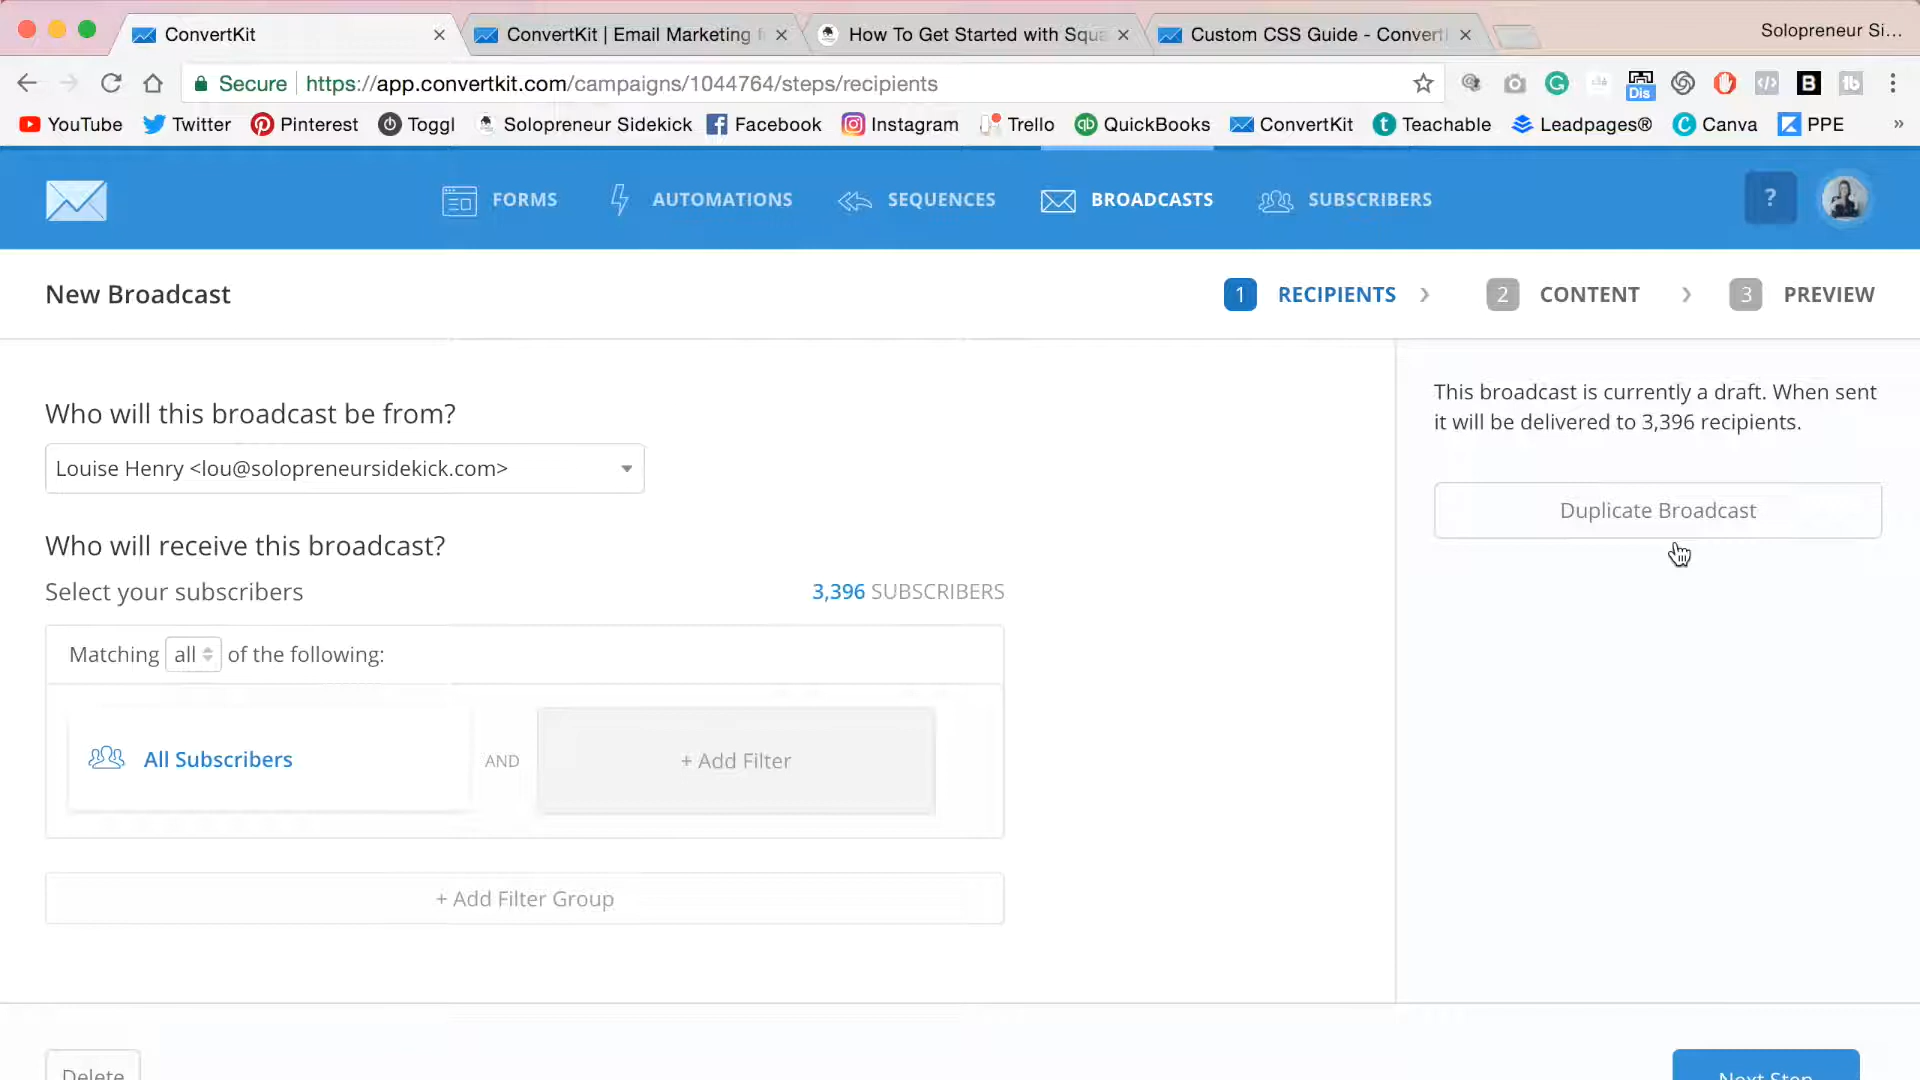 ConvertKit
ConvertKit | Email Marketing f
How To Get Started with Squa
Custom CSS Guide - Convert
Solopreneur Si...
Secure
https://app.convertkit.com/campaigns/1044764/steps/recipients
Dis
B
YouTube Twitter Pinterest Toggl Solopreneur Sidekick Facebook Instagram Trello QuickBooks ConvertKit Teachable Leadpages® Canva PPE »
FORMS AUTOMATIONS SEQUENCES BROADCASTS SUBSCRIBERS ?
New Broadcast
1 RECIPIENTS 2 CONTENT 3 PREVIEW
This broadcast is currently a draft. When sent
it will be delivered to 3,396 recipients.
Duplicate Broadcast
Who will this broadcast be from?
Louise Henry <lou@solopreneursidekick.com>
Who will receive this broadcast?
Select your subscribers
3,396 SUBSCRIBERS
Matching all of the following:
All Subscribers AND + Add Filter
+ Add Filter Group
Delete
Next Step